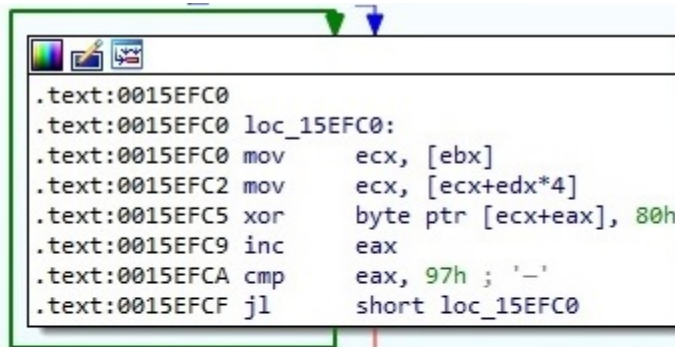 .text:0015EFC0
.text:0015EFC0 loc_15EFC0:
.text:0015EFC0 mov ecx, [ebx]
.text:0015EFC2 mov ecx, [ecx+edx*4]
.text:0015EFC5 xor byte ptr [ecx+eax], 80h
.text:0015EFC9 inc eax
.text:0015EFCA cmp eax, 97h ; '—'
.text:0015EFCF jl short loc_15EFC0